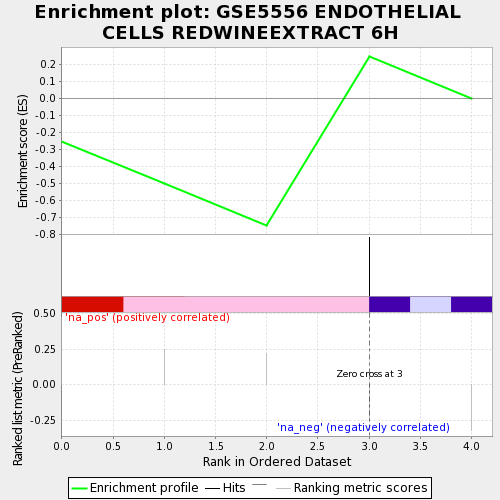 Enrichment plot: GSE5556 ENDOTHELIAL
CELLS REDWINEEXTRACT 6H
Enrichment score (ES)
0.2
0.1
0.0
-0.1
-0.2
-0.3
-0.4
-0.5
-0.6
-0.7
-0.8
Ranked list metric (PreRanked)
0.50
0.25
0.00
-0.25
'na_pos' (positively correlated)
Zero cross at 3
'na_neg' (negatively correlated)
0.0 0.5 1.0 1.5 2.0 2.5 3.0 3.5 4.0
Rank in Ordered Dataset
Enrichment profile Hits Ranking metric scores